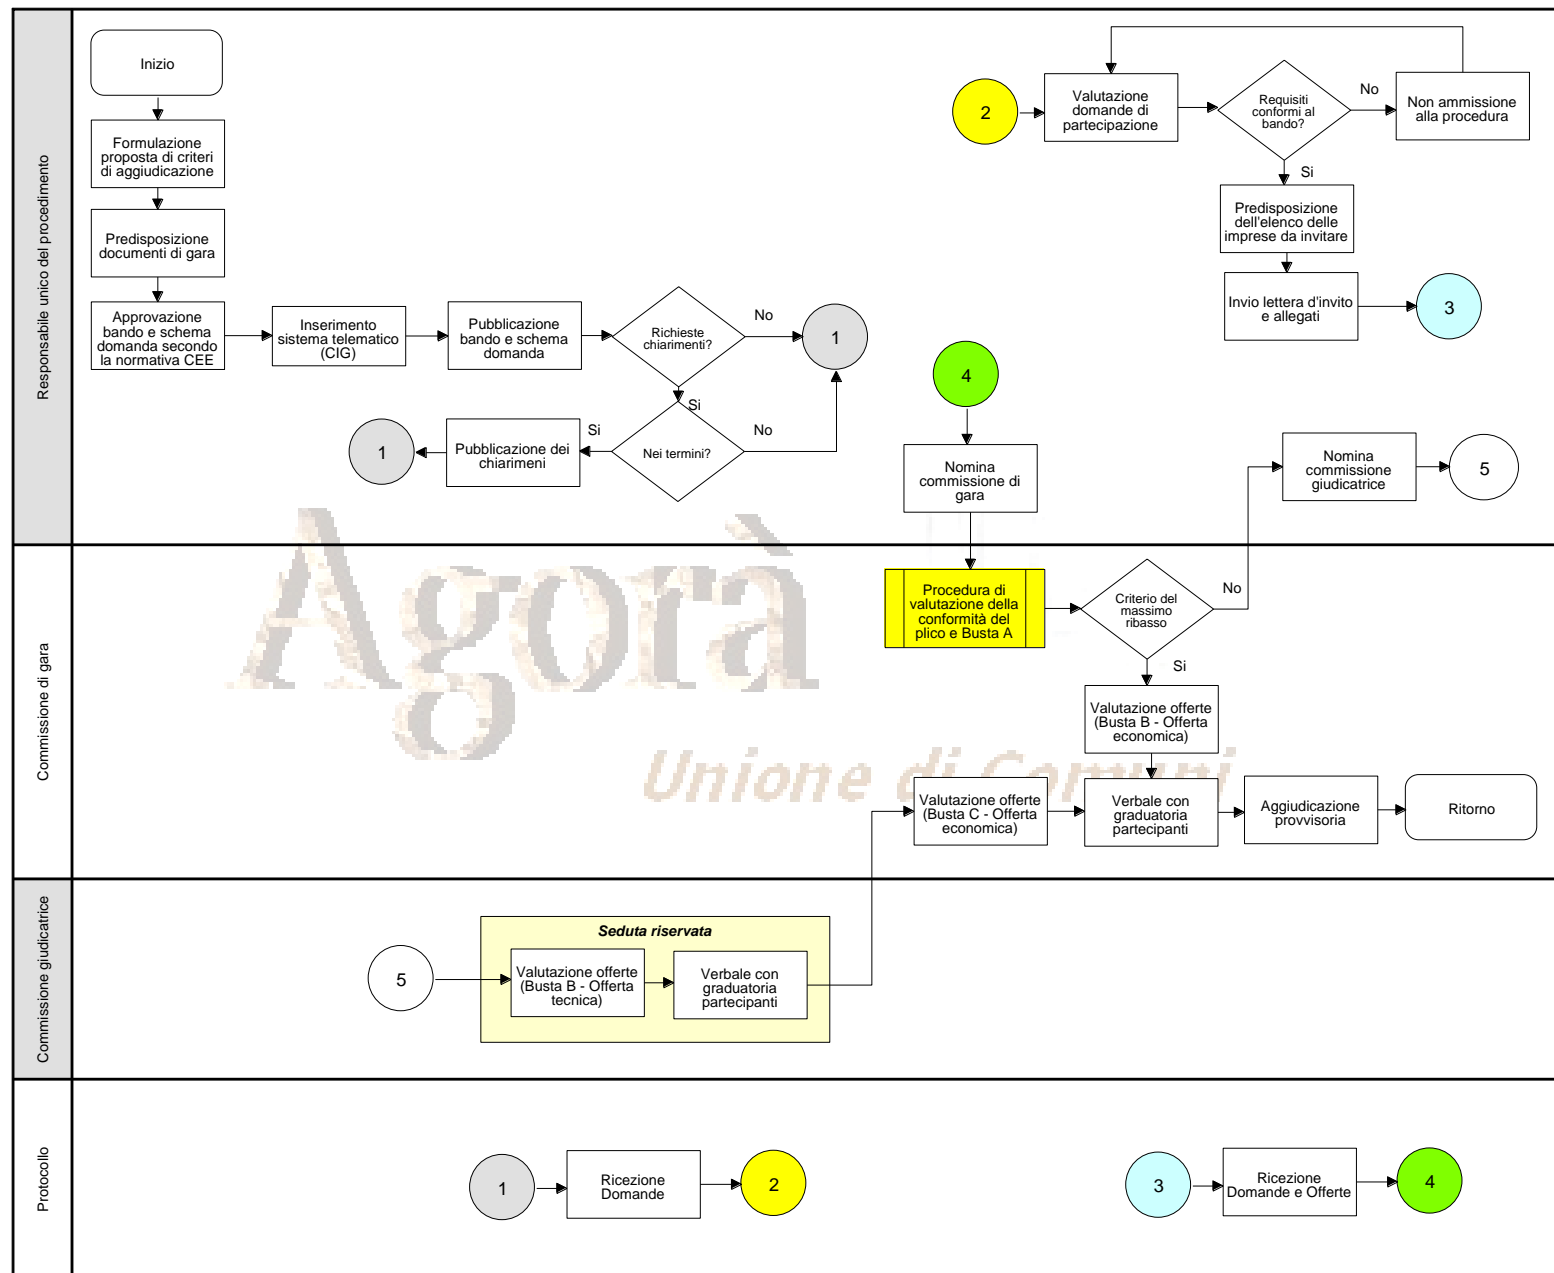 Responsabile unico del procedimento
Inizio
Formulazione
proposta di criteri
di aggiudicazione
Predisposizione
documenti di gara
Approvazione
bando e schema
domanda secondo
la normativa CEE
Inserimento
sistema telematico
(CIG)
Pubblicazione
bando e schema
domanda
Richieste
chiarimenti?
No
1
Si
Nei termini?
No
Si
Pubblicazione dei
chiarimeni
1
2
Valutazione
domande di
partecipazione
Requisiti
conformi al
bando?
No
Non ammissione
alla procedura
Si
Predisposizione
dell'elenco delle
imprese da invitare
Invio lettera d'invito
e allegati
3
4
Nomina
commissione di
gara
Nomina
commissione
giudicatrice
5
Commissione di gara
Agorà
Unione di Comuni
Procedura di
valutazione della
conformità del
plico e Busta A
Criterio del
massimo
ribasso
No
Si
Valutazione offerte
(Busta B - Offerta
economica)
Valutazione offerte
(Busta C - Offerta
economica)
Verbale con
graduatoria
partecipanti
Aggiudicazione
provvisoria
Ritorno
Commissione giudicatrice
5
Seduta riservata
Valutazione offerte
(Busta B - Offerta
tecnica)
Verbale con
graduatoria
partecipanti
Protocollo
1
Ricezione
Domande
2
3
Ricezione
Domande e Offerte
4